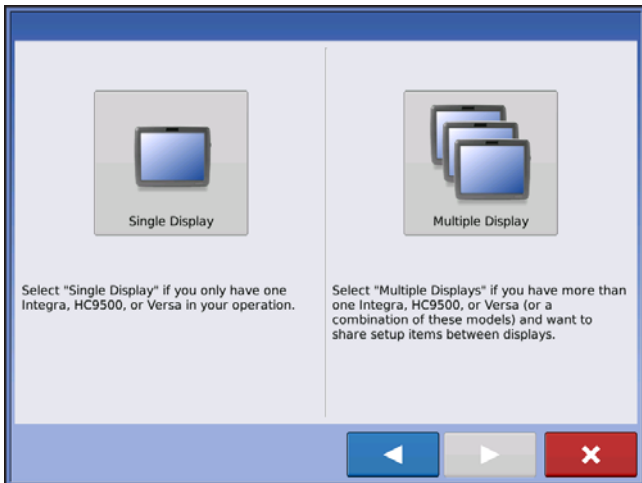 Single Display
Select "Single Display" if you only have one
Integra, HC9500, or Versa in your operation.
Multiple Display
Select "Multiple Displays" if you have more than
one Integra, HC9500, or Versa (or a
combination of these models) and want to
share setup items between displays.